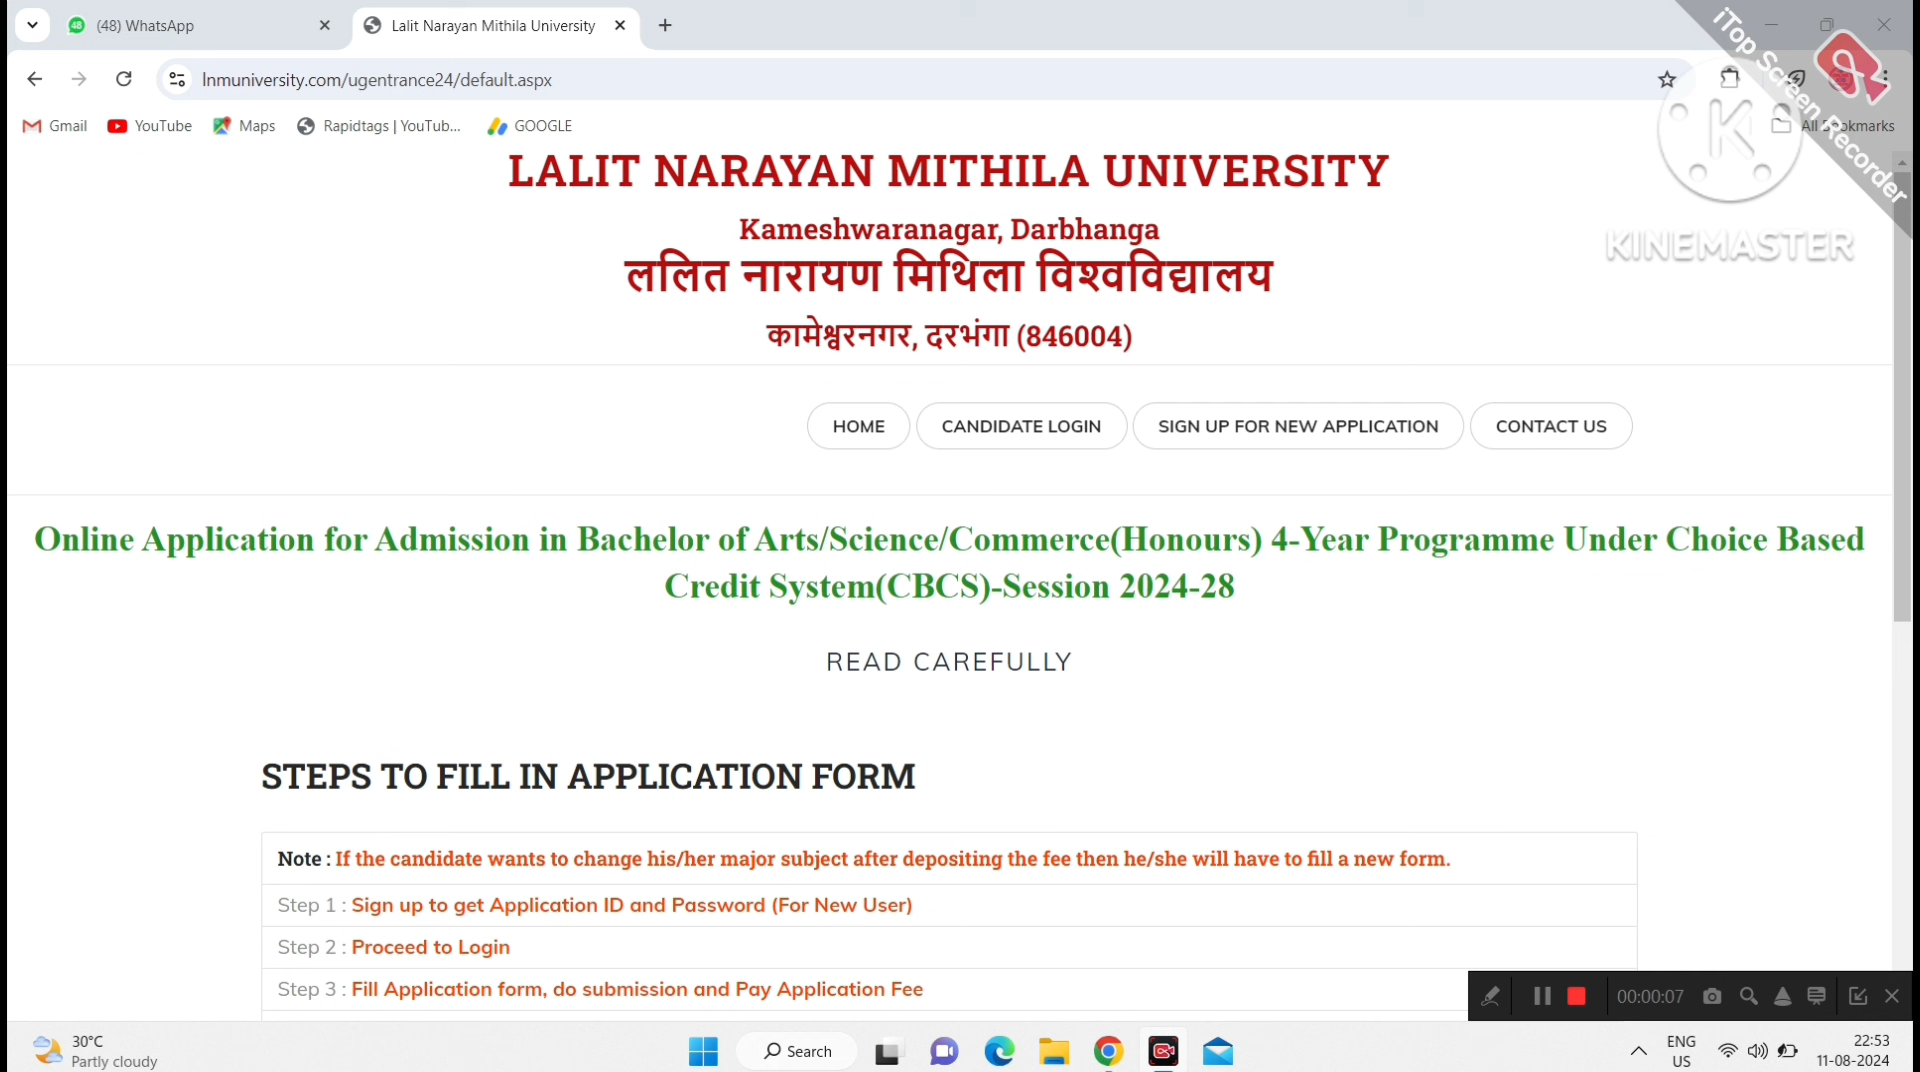 (48) WhatsApp
Lalit Narayan Mithila University
lnmuniversity.com/ugentrance24/default.aspx
Gmail YouTube Maps Rapidtags | YouTub... GOOGLE All Bookmarks
iTop Screen Recorder
KINEMASTER
LALIT NARAYAN MITHILA UNIVERSITY
Kameshwaranagar, Darbhanga
ललित नारायण मिथिला विश्वविद्यालय
कामेश्वरनगर, दरभंगा (846004)
HOME CANDIDATE LOGIN SIGN UP FOR NEW APPLICATION CONTACT US
Online Application for Admission in Bachelor of Arts/Science/Commerce(Honours) 4-Year Programme Under Choice Based
Credit System(CBCS)-Session 2024-28
READ CAREFULLY
STEPS TO FILL IN APPLICATION FORM
Note : If the candidate wants to change his/her major subject after depositing the fee then he/she will have to fill a new form.
Step 1 : Sign up to get Application ID and Password (For New User)
Step 2 : Proceed to Login
Step 3 : Fill Application form, do submission and Pay Application Fee
00:00:07
30°C
Partly cloudy
Search
ENG
US
22:53
11-08-2024